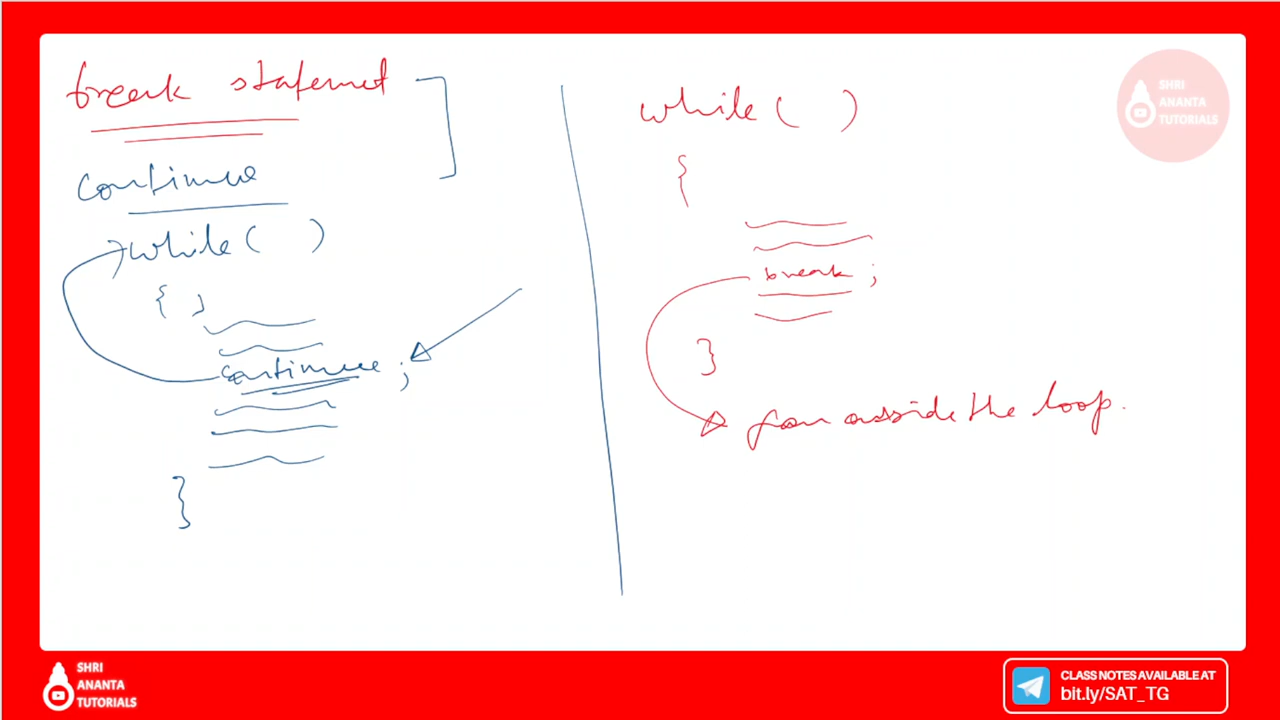 break statement
continue
while ( )
{
continue ;
}
while ( )
{
break ;
}
from outside the loop.
SHRI
ANANTA
TUTORIALS
SHRI
ANANTA
TUTORIALS
CLASS NOTES AVAILABLE AT
bit.ly/SAT_TG